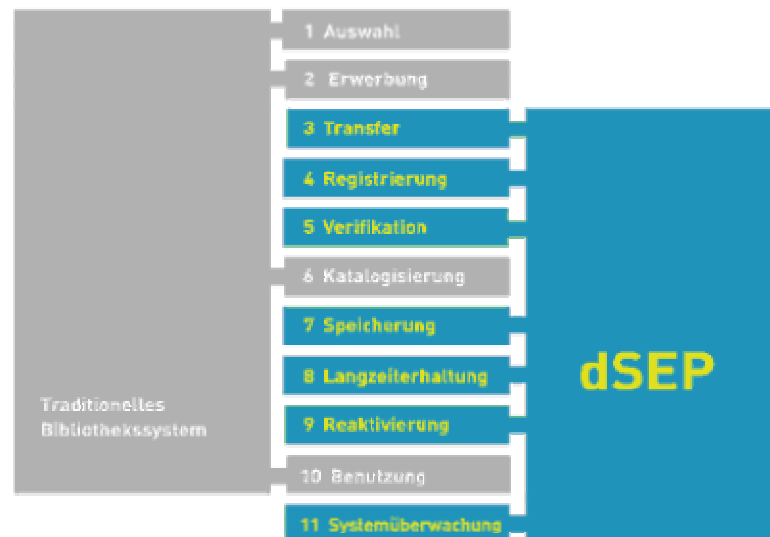 1 Auswahl
2 Erwerbung
3 Transfer
4 Registrierung
5 Verifikation
6 Katalogisierung
7 Speicherung
8 Langzeiterhaltung
9 Reaktivierung
10 Benutzung
11 Systemüberwachung
Traditionelles
Bibliothekssystem
dSEP